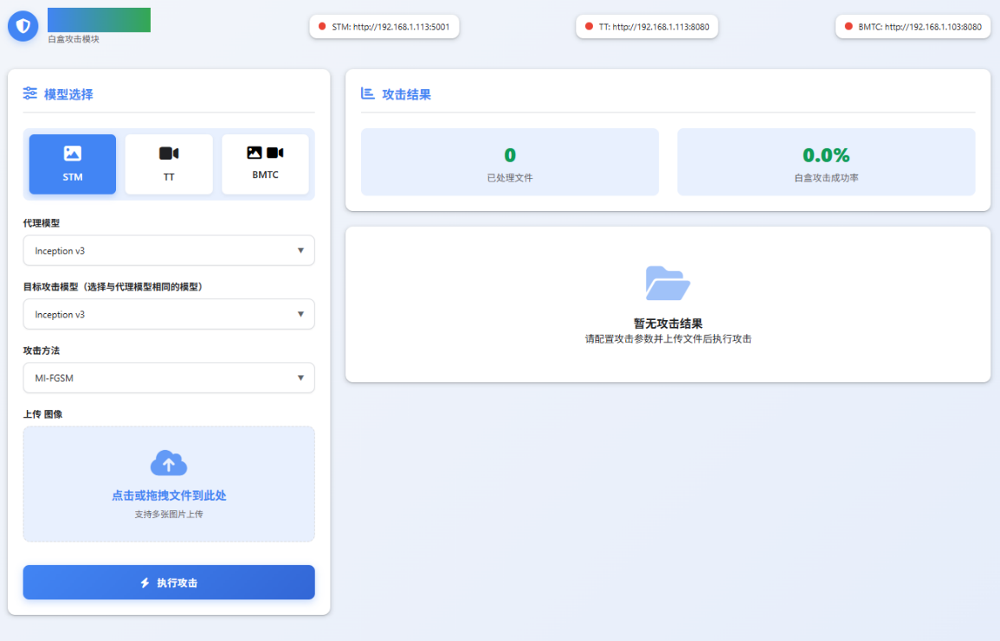 白盒攻击模块
STM: http://192.168.1.113:5001
TT: http://192.168.1.113:8080
BMTC: http://192.168.1.103:8080
模型选择
STM
TT
BMTC
代理模型
Inception v3
目标攻击模型（选择与代理模型相同的模型）
Inception v3
攻击方法
MI-FGSM
上传 图像
点击或拖拽文件到此处
支持多张图片上传
执行攻击
攻击结果
0
已处理文件
0.0%
白盒攻击成功率
暂无攻击结果
请配置攻击参数并上传文件后执行攻击